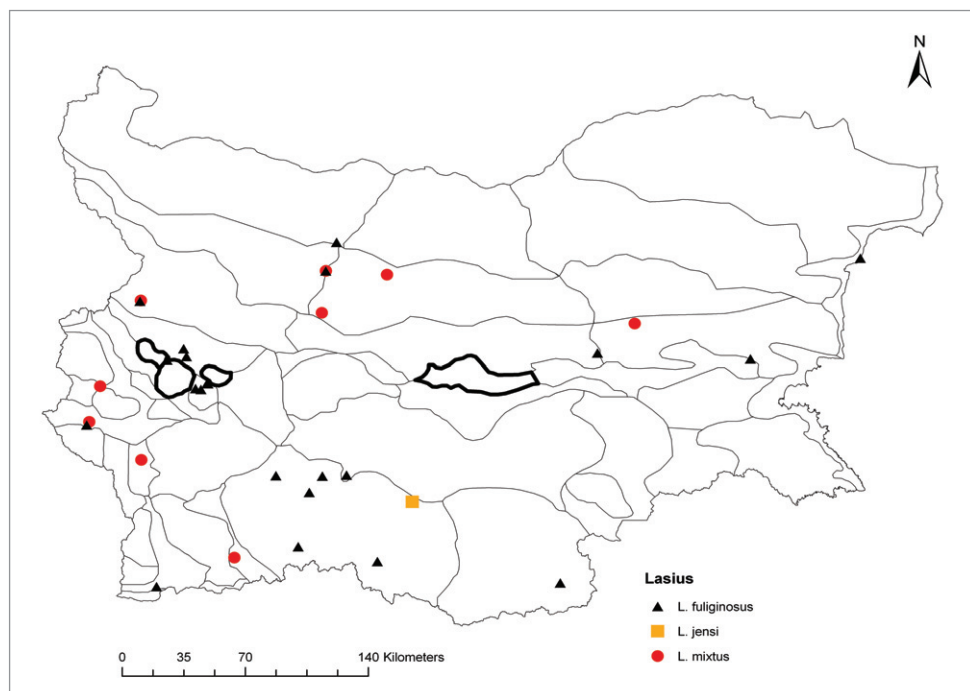 N
Lasius
L. fuliginosus
L. jensi
L. mixtus
0 35 70 140 Kilometers